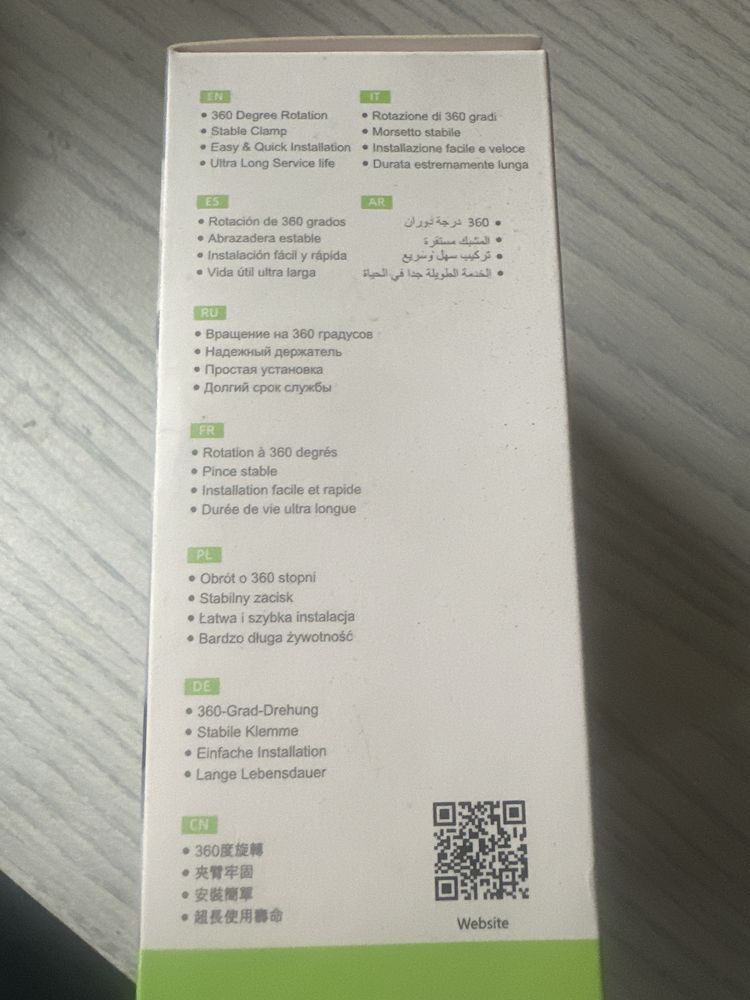 EN
• 360 Degree Rotation
• Stable Clamp
• Easy & Quick Installation
• Ultra Long Service life
IT
• Rotazione di 360 gradi
• Morsetto stabile
• Installazione facile e veloce
• Durata estremamente lunga
ES
• Rotación de 360 grados
• Abrazadera estable
• Instalación fácil y rápida
• Vida útil ultra larga
AR
• 360 درجة دوران
• المشبك مستقرة
• تركيب سهل وسريع
• الخدمة الطويلة جدا في الحياة
RU
• Вращение на 360 градусов
• Надежный держатель
• Простая установка
• Долгий срок службы
FR
• Rotation à 360 degrés
• Pince stable
• Installation facile et rapide
• Durée de vie ultra longue
PL
• Obrót o 360 stopni
• Stabilny zacisk
• Łatwa i szybka instalacja
• Bardzo długa żywotność
DE
• 360-Grad-Drehung
• Stabile Klemme
• Einfache Installation
• Lange Lebensdauer
CN
• 360度旋轉
• 夾臂牢固
• 安裝簡單
• 超長使用壽命
Website